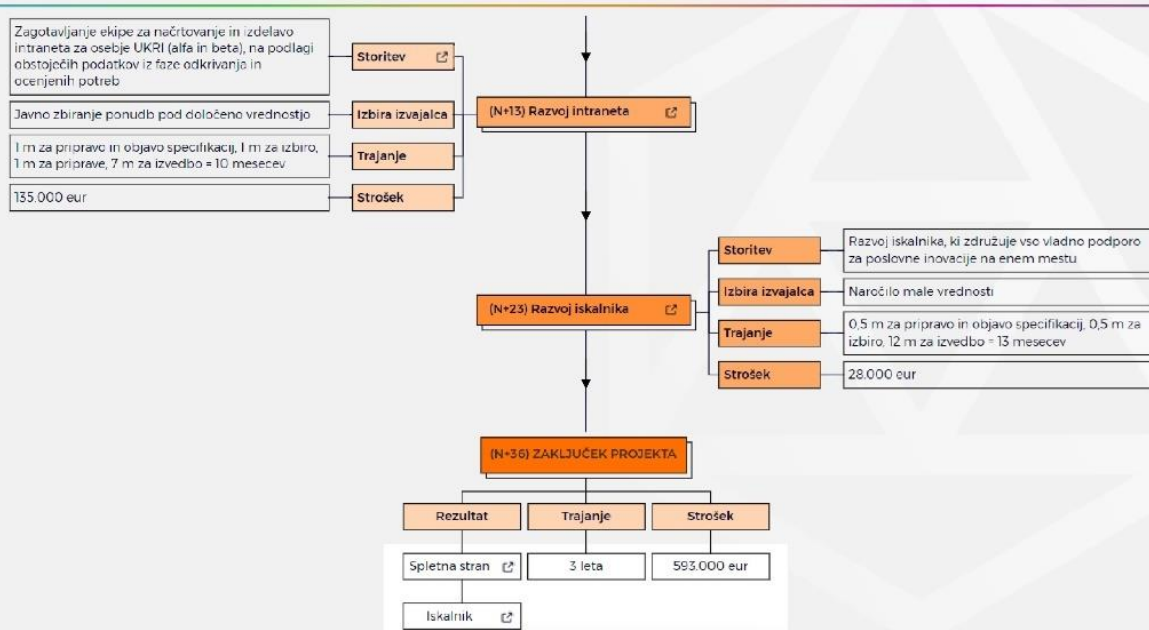 Zagotavljanje ekipe za načrtovanje in izdelavo
intraneta za osebje UKRI (alfa in beta), na podlagi
obstoječih podatkov iz faze odkrivanja in
ocenjenih potreb
Storitev
Javno zbiranje ponudb pod določeno vrednostjo
Izbira izvajalca
1 m za pripravo in objavo specifikacij, 1 m za izbiro,
1 m za priprave, 7 m za izvedbo = 10 mesecev
Trajanje
135.000 eur
Strošek
(N+13) Razvoj intraneta
(N+23) Razvoj iskalnika
Storitev
Razvoj iskalnika, ki združuje vso vladno podporo
za poslovne inovacije na enem mestu
Izbira izvajalca
Naročilo male vrednosti
Trajanje
0,5 m za pripravo in objavo specifikacij, 0,5 m za
izbiro, 12 m za izvedbo = 13 mesecev
Strošek
28.000 eur
(N+36) ZAKLJUČEK PROJEKTA
Rezultat
Trajanje
Strošek
Spletna stran
3 leta
593.000 eur
Iskalnik